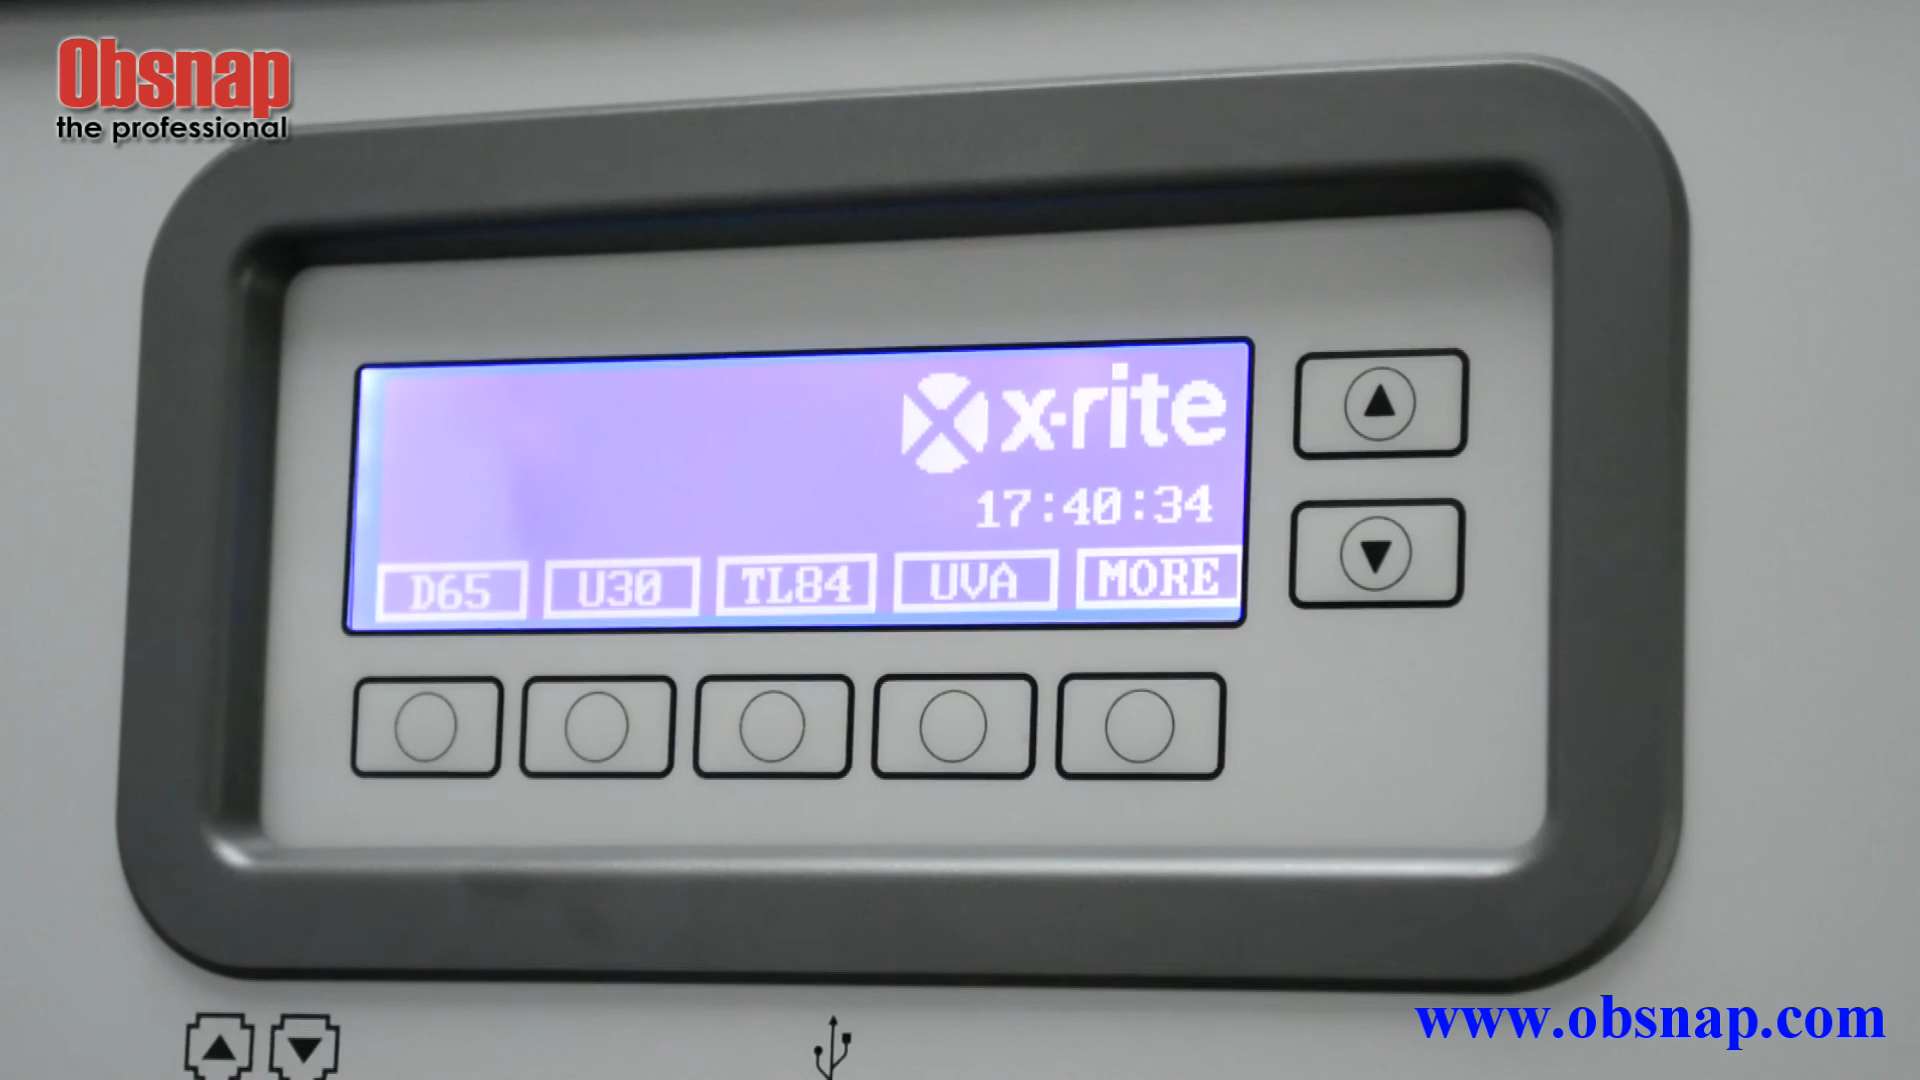 Obsnap
the professional
x·rite
17:40:34
D65 U30 TL84 UVA MORE
www.obsnap.com